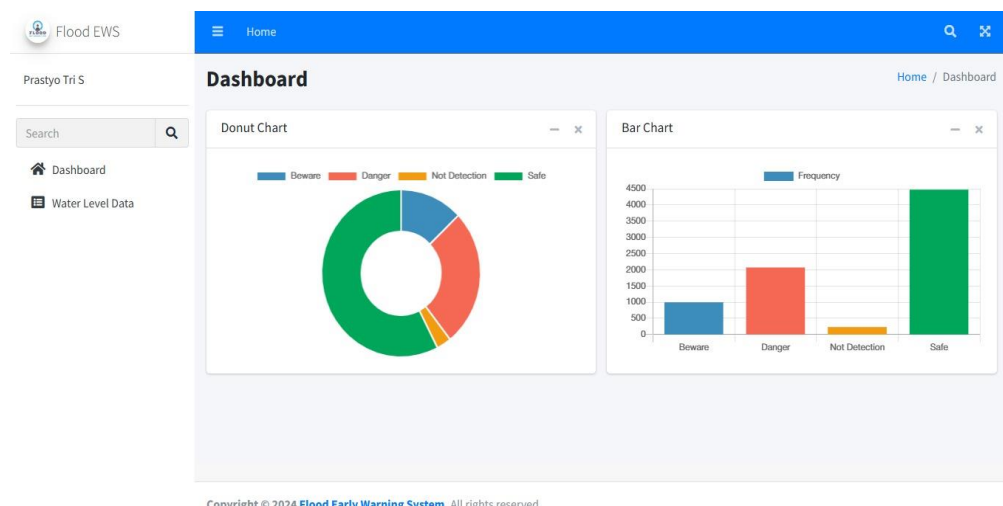 Flood EWS
Home
Prastyo Tri S
Dashboard
Home / Dashboard
Search
Dashboard
Water Level Data
Donut Chart
Beware Danger Not Detection Safe
Bar Chart
Frequency
4500
4000
3500
3000
2500
2000
1500
1000
500
0
Beware Danger Not Detection Safe
Copyright © 2024 Flood Early Warning System. All rights reserved.